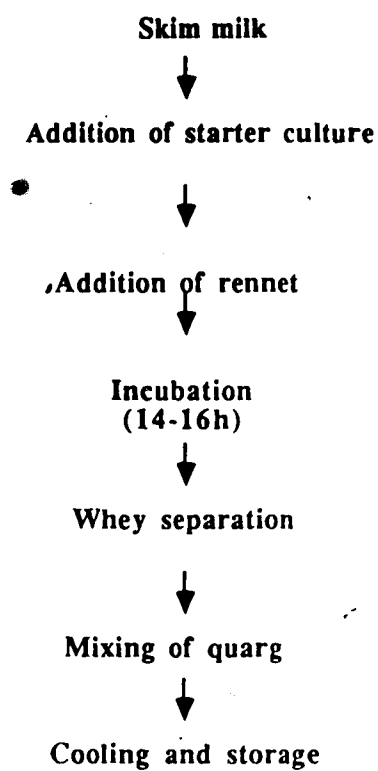 Skim milk
Addition of starter culture
Addition of rennet
Incubation
(14-16h)
Whey separation
Mixing of quarg
Cooling and storage